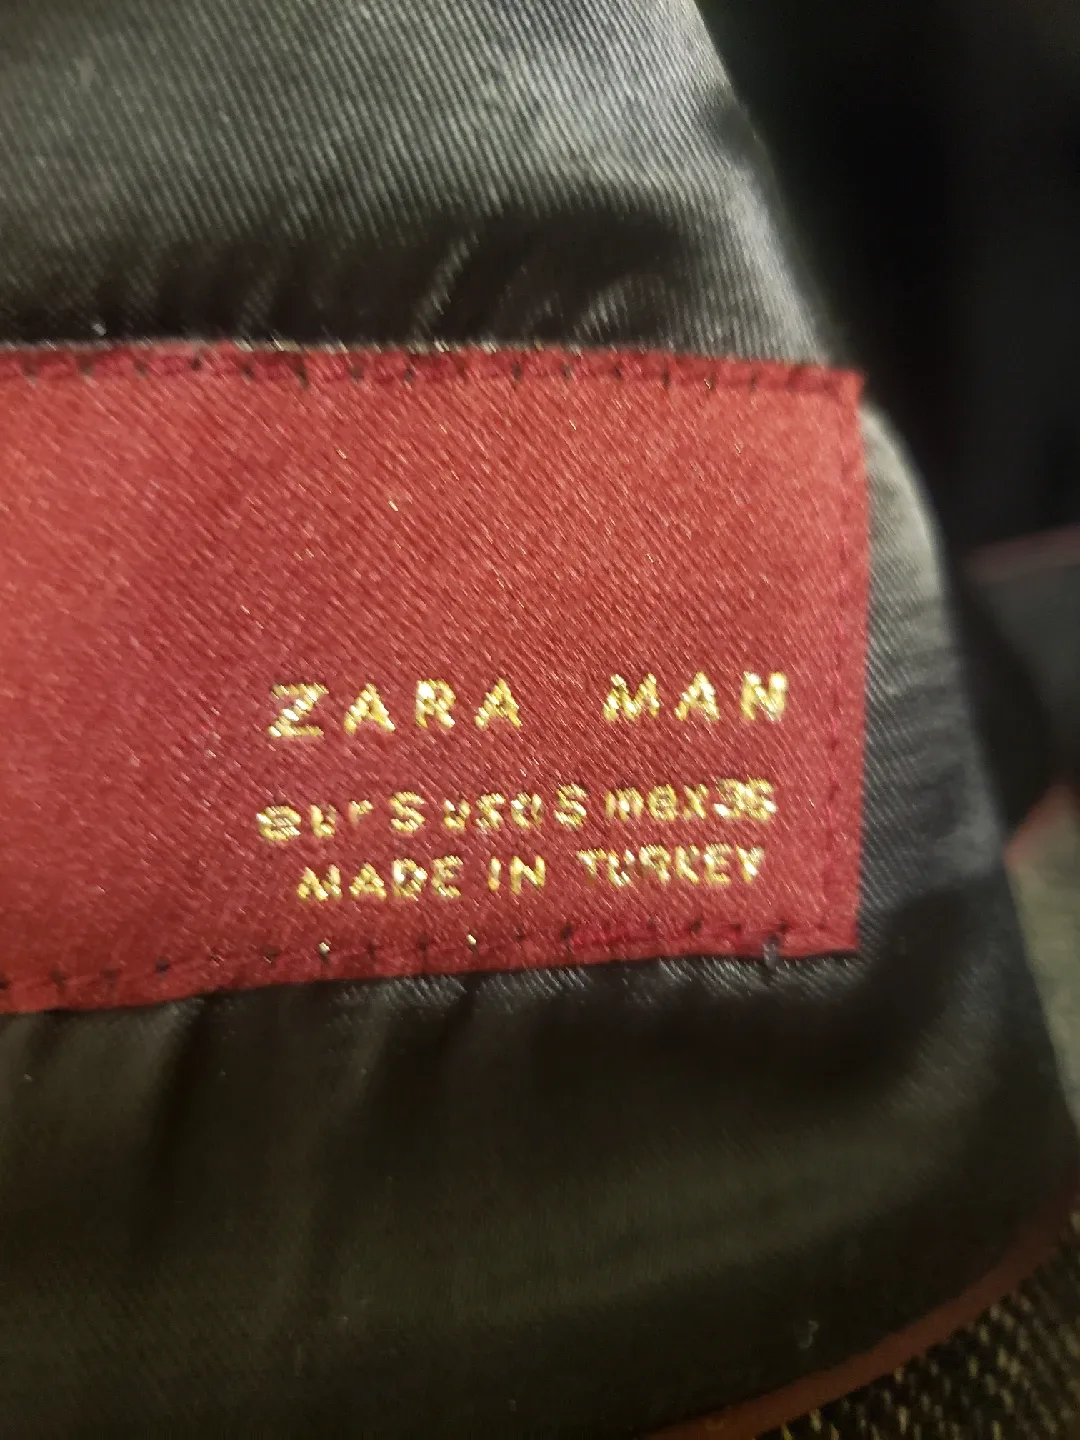 ZARA MAN
eur S usa S mex 36
MADE IN TURKEY